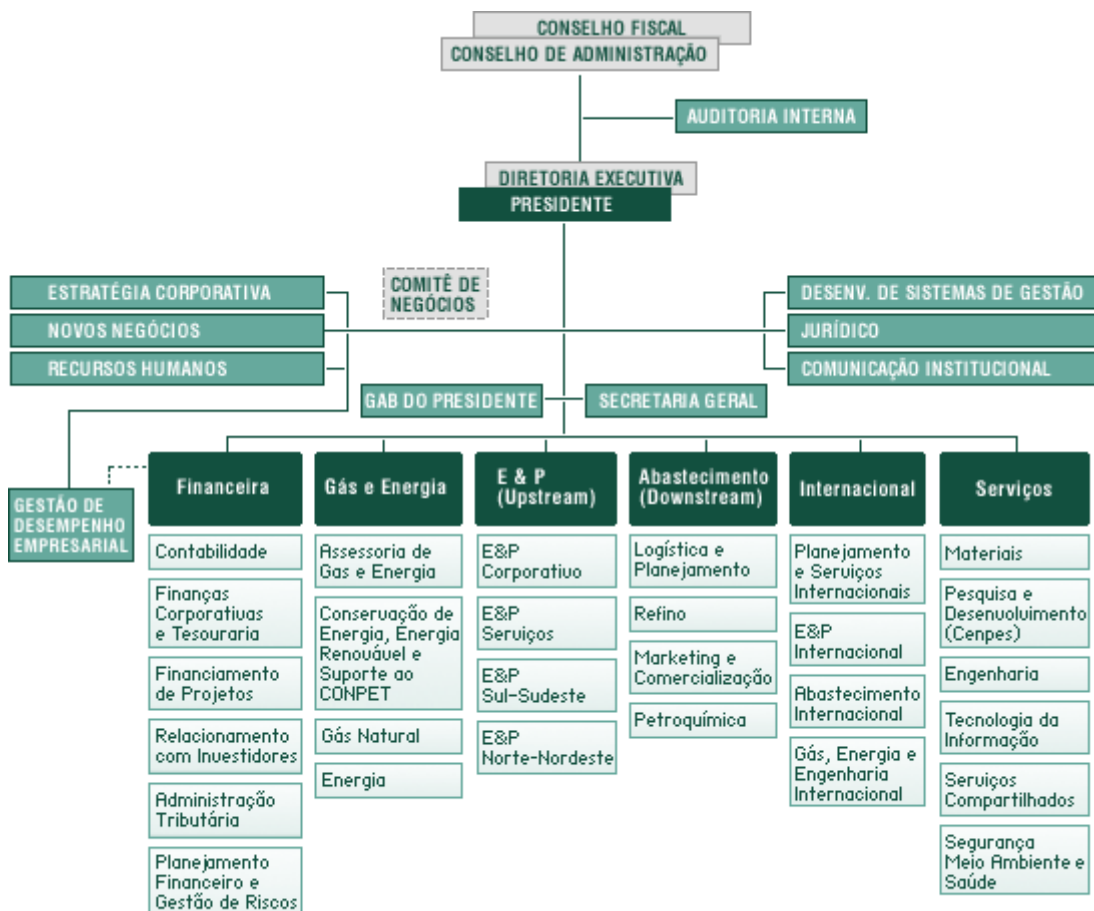 CONSELHO FISCAL
CONSELHO DE ADMINISTRAÇÃO
AUDITORIA INTERNA
DIRETORIA EXECUTIVA
PRESIDENTE
COMITÊ DE
NEGÓCIOS
ESTRATÉGIA CORPORATIVA
NOVOS NEGÓCIOS
RECURSOS HUMANOS
DESENV. DE SISTEMAS DE GESTÃO
JURÍDICO
COMUNICAÇÃO INSTITUCIONAL
GAB DO PRESIDENTE
SECRETARIA GERAL
GESTÃO DE
DESEMPENHO
EMPRESARIAL
Financeira
Contabilidade
Finanças
Corporativas
e Tesouraria
Financiamento
de Projetos
Relacionamento
com Investidores
Administração
Tributária
Planejamento
Financeiro e
Gestão de Riscos
Gás e Energia
Assessoria de
Gas e Energia
Conservação de
Energia, Energia
Renovável e
Suporte ao
CONPET
Gás Natural
Energia
E & P
(Upstream)
E&P
Corporativo
E&P
Serviços
E&P
Sul-Sudeste
E&P
Norte-Nordeste
Abastecimento
(Downstream)
Logística e
Planejamento
Refino
Marketing e
Comercialização
Petroquímica
Internacional
Planejamento
e Serviços
Internacionais
E&P
Internacional
Abastecimento
Internacional
Gás, Energia e
Engenharia
Internacional
Serviços
Materiais
Pesquisa e
Desenvolvimento
(Cenpes)
Engenharia
Tecnologia da
Informação
Serviços
Compartilhados
Segurança
Meio Ambiente e
Saúde